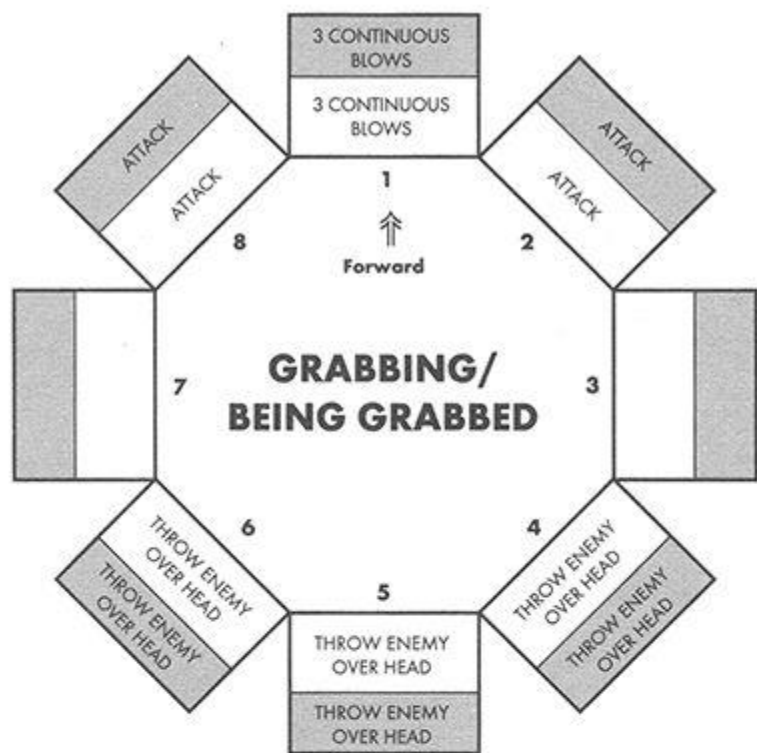 3 CONTINUOUS
BLOWS
3 CONTINUOUS
BLOWS
1
Forward
ATTACK
ATTACK
2
3
THROW ENEMY
OVER HEAD
THROW ENEMY
OVER HEAD
4
5
THROW ENEMY
OVER HEAD
THROW ENEMY
OVER HEAD
6
THROW ENEMY
OVER HEAD
THROW ENEMY
OVER HEAD
7
8
ATTACK
ATTACK
GRABBING/
BEING GRABBED